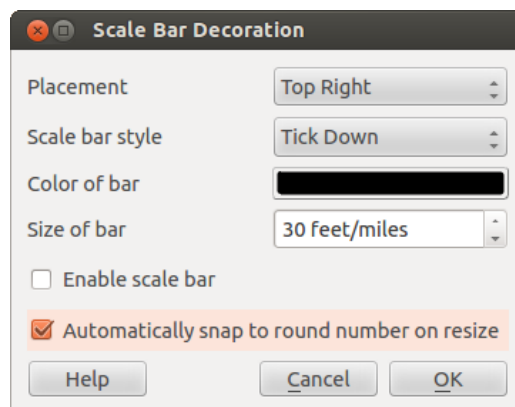 Scale Bar Decoration
Placement Top Right
Scale bar style Tick Down
Color of bar
Size of bar 30 feet/miles
Enable scale bar
Automatically snap to round number on resize
Help Cancel OK